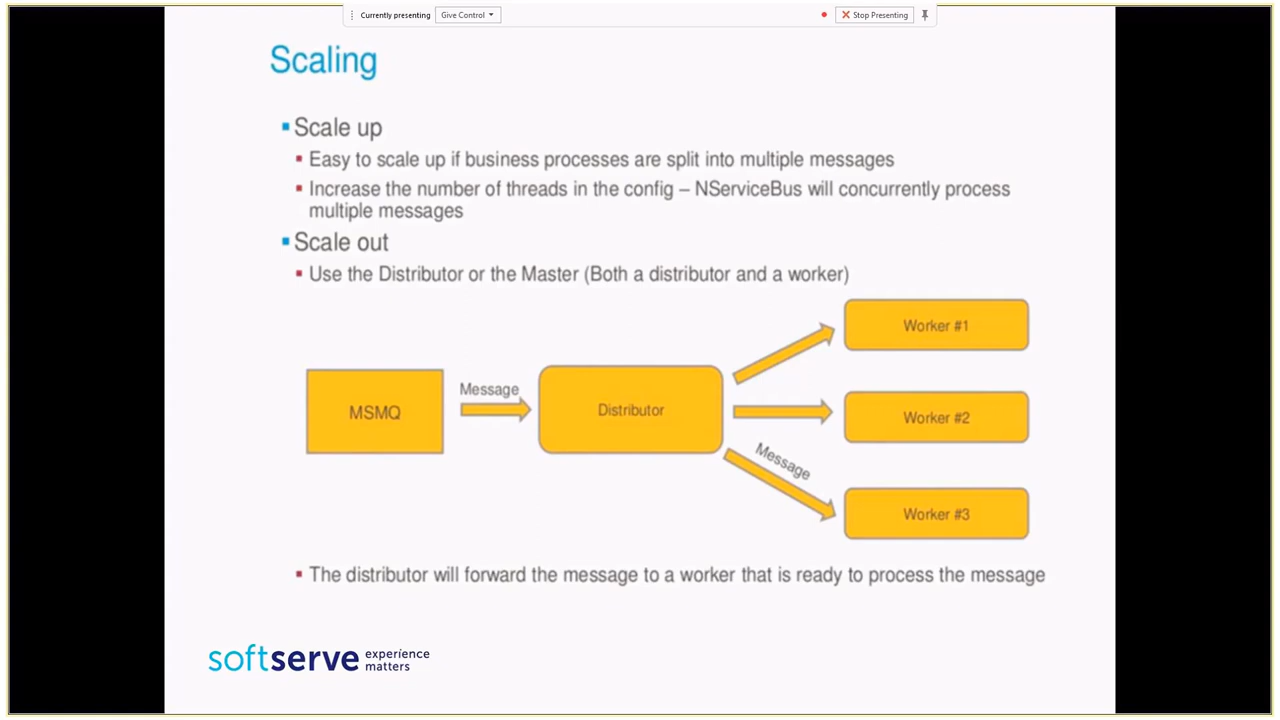 Currently presenting Give Control Stop Presenting
Scaling
Scale up
Easy to scale up if business processes are split into multiple messages
Increase the number of threads in the config – NServiceBus will concurrently process
multiple messages
Scale out
Use the Distributor or the Master (Both a distributor and a worker)
Worker #1
Message
MSMQ
Distributor
Worker #2
Message
Worker #3
The distributor will forward the message to a worker that is ready to process the message
softserve experience
matters